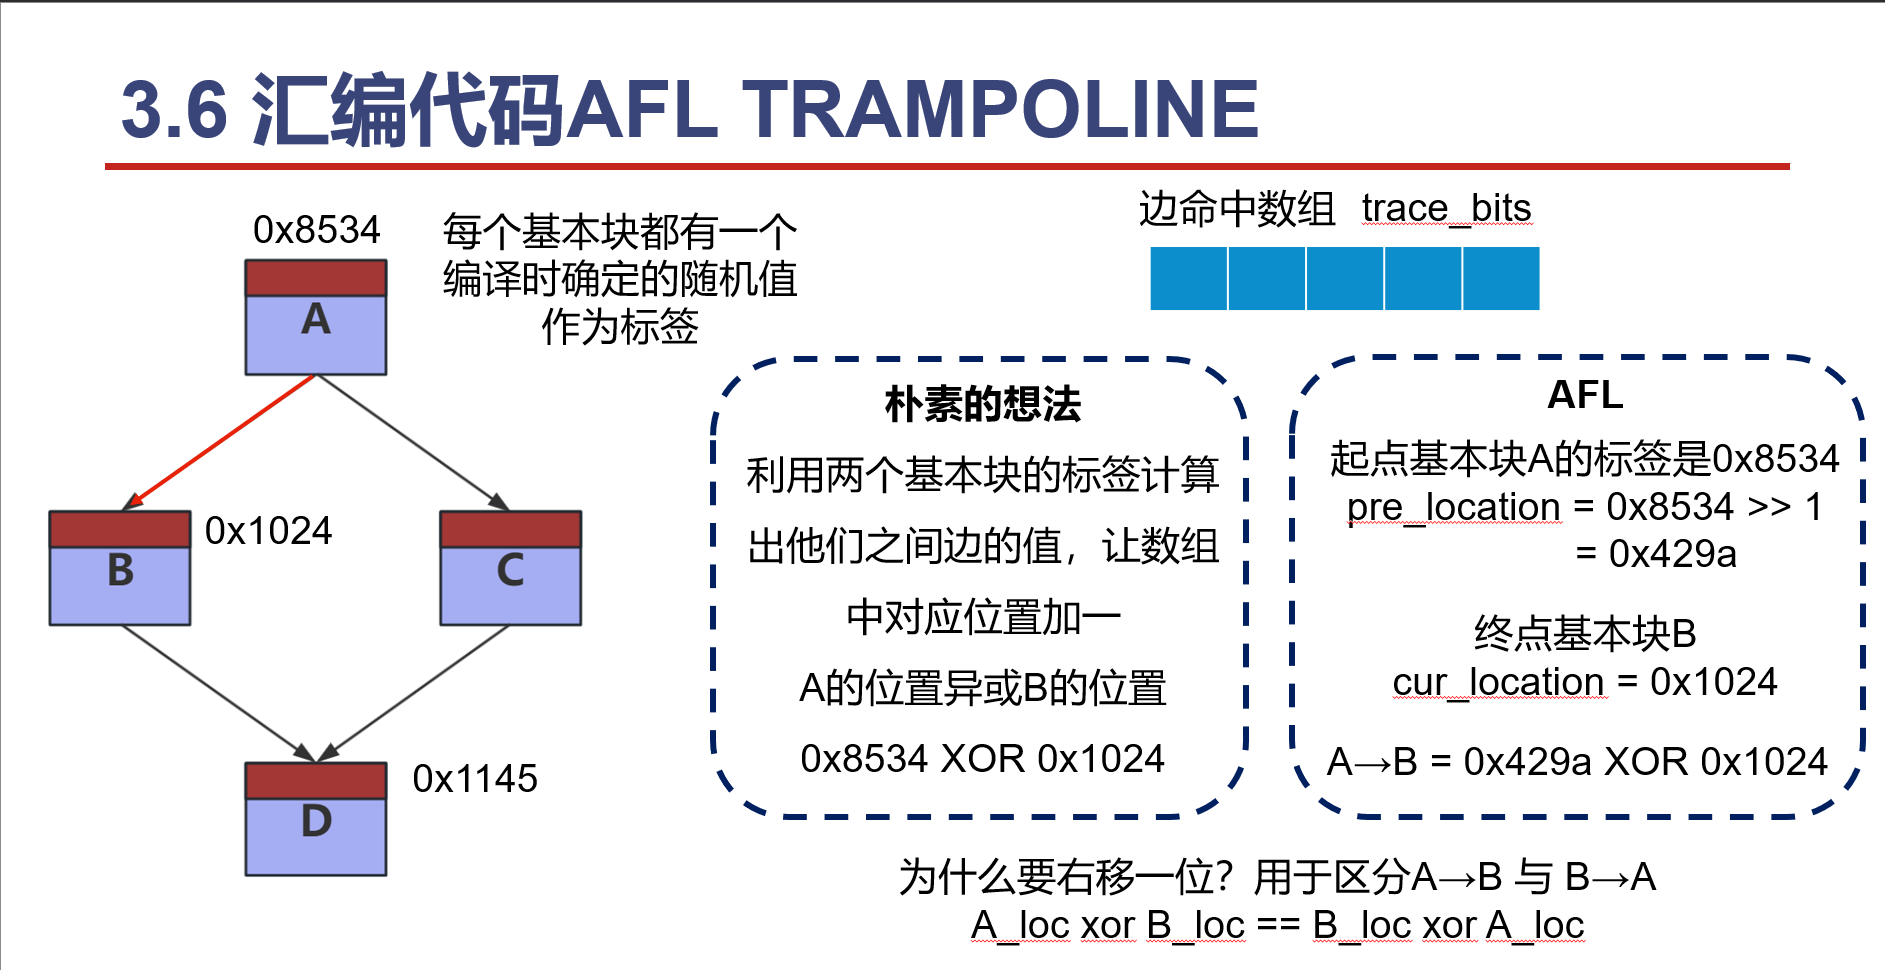 3.6 汇编代码AFL TRAMPOLINE
0x8534
每个基本块都有一个
编译时确定的随机值
作为标签
A
B
0x1024
C
D
0x1145
边命中数组 trace_bits
朴素的想法
利用两个基本块的标签计算
出他们之间边的值，让数组
中对应位置加一
A的位置异或B的位置
0x8534 XOR 0x1024
AFL
起点基本块A的标签是0x8534
pre_location = 0x8534 >> 1
= 0x429a
终点基本块B
cur_location = 0x1024
A→B = 0x429a XOR 0x1024
为什么要右移一位？用于区分A→B 与 B→A
A_loc xor B_loc == B_loc xor A_loc